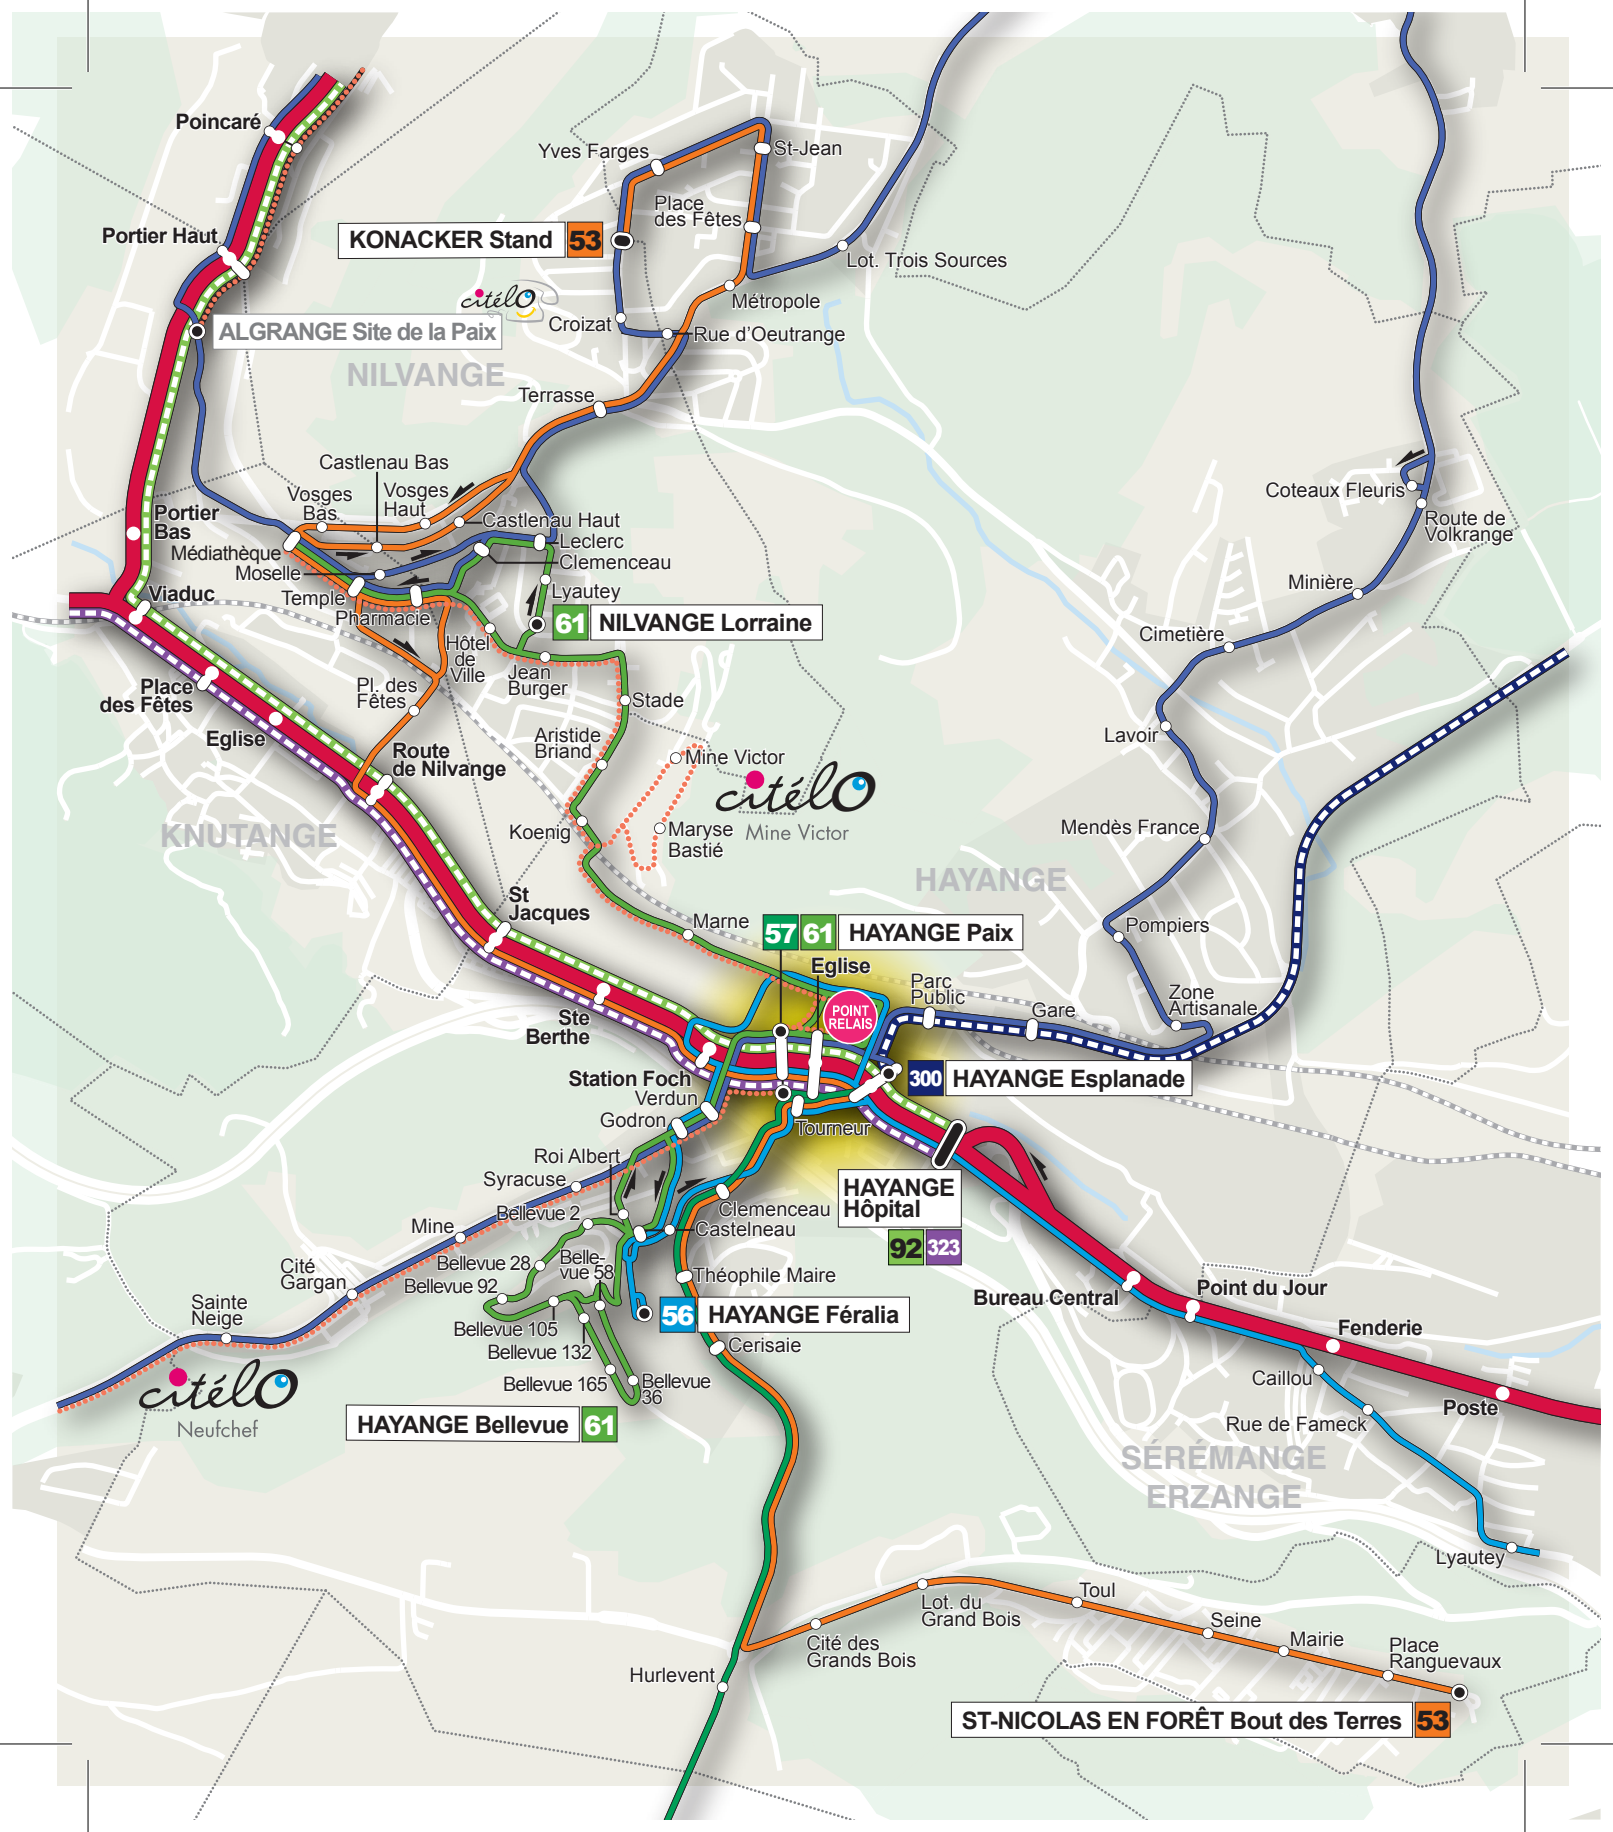 Poincaré
Yves Farges
St-Jean
Place
des Fêtes
Portier Haut
KONACKER Stand 53
Lot. Trois Sources
citélo
Métropole
Croizat
Rue d'Oeutrange
ALGRANGE Site de la Paix
NILVANGE
Terrasse
Castlenau Bas
Vosges
Bas
Vosges
Haut
Castlenau Haut
Coteaux Fleuris
Route de
Volkrange
Portier
Bas
Médiathèque
Leclerc
Clemenceau
Moselle
Minière
Viaduc
Temple
Lyautey
Pharmacie
61 NILVANGE Lorraine
Cimetière
Hôtel
de
Ville
Jean
Burger
Place
des Fêtes
Pl. des
Fêtes
Stade
Eglise
Aristide
Briand
Lavoir
Route
de Nilvange
Mine Victor
citélo
Mine Victor
Koenig
Maryse
Bastié
Mendès France
KNUTANGE
HAYANGE
St
Jacques
Marne
57 61 HAYANGE Paix
Pompiers
Eglise
Parc
Public
Zone
Artisanale
POINT
RELAIS
Gare
Ste
Berthe
Station Foch
Verdun
300 HAYANGE Esplanade
Godron
Tourneur
Roi Albert
Syracuse
HAYANGE
Hôpital
92 323
Clemenceau
Castelneau
Bellevue 2
Mine
Bellevue 28
Belle-
vue 58
Cité
Gargan
Bellevue 92
Théophile Maire
Bureau Central
Point du Jour
Sainte
Neige
56 HAYANGE Féralia
Bellevue 105
Fenderie
Bellevue 132
Cerisaie
Bellevue 165
Bellevue
36
Caillou
Poste
citélo
Neufchef
HAYANGE Bellevue 61
Rue de Fameck
SÉRÉMANGE
ERZANGE
Lyautey
Lot. du
Grand Bois
Toul
Seine
Mairie
Place
Ranguevaux
Cité des
Grands Bois
Hurlevent
ST-NICOLAS EN FORÊT Bout des Terres 53